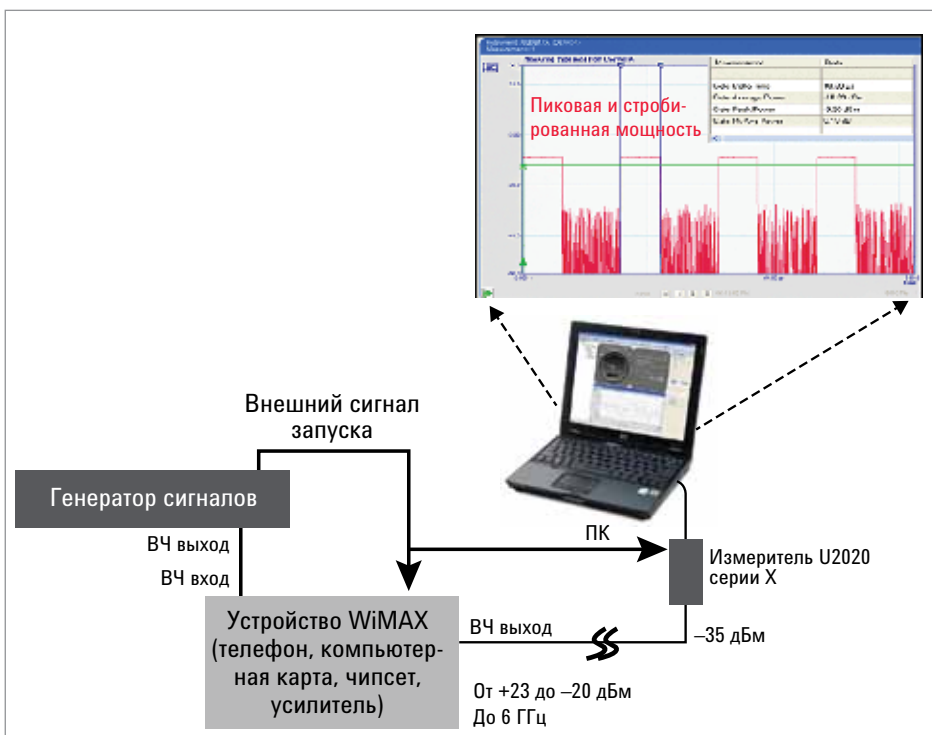 Пиковая и строби-
рованная мощность
Внешний сигнал
запуска
Генератор сигналов
ВЧ выход
ВЧ вход
ПК
Измеритель U2020
серии X
Устройство WiMAX
(телефон, компьютер-
ная карта, чипсет,
усилитель)
ВЧ выход
–35 дБм
От +23 до –20 дБм
До 6 ГГц